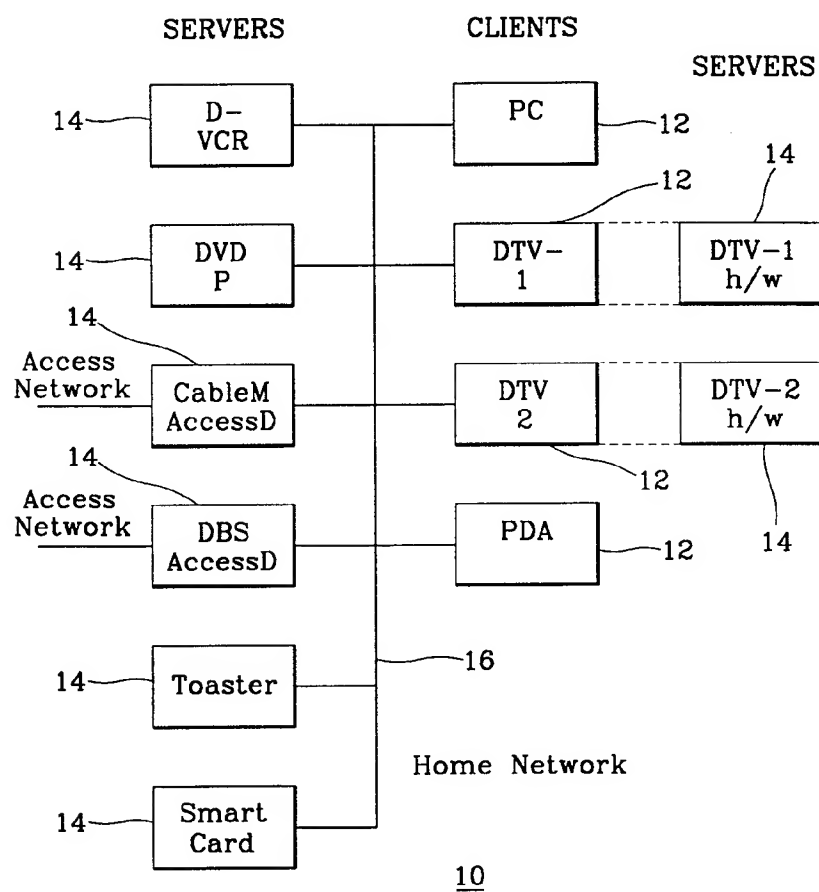 SERVERS
CLIENTS
SERVERS
14
D-
VCR
PC
12
12
14
14
DVD
P
DTV-
1
DTV-1
h/w
14
Access
Network
CableM
AccessD
DTV
2
DTV-2
h/w
14
12
Access
Network
DBS
AccessD
PDA
12
14
16
14
Toaster
Home Network
14
Smart
Card
10